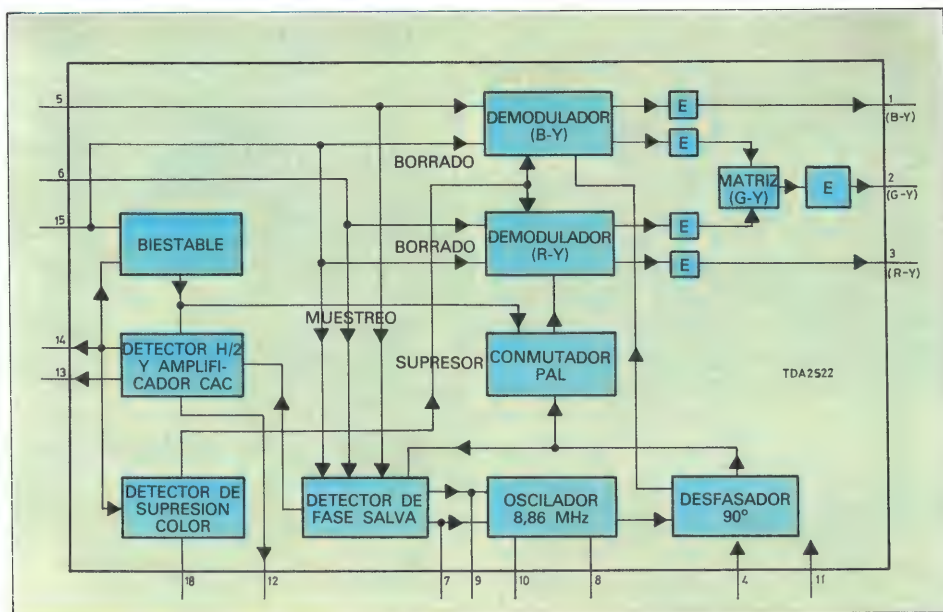 5
6
15
14
13
BORRADO
BORRADO
MUESTREO
SUPRESOR
DEMODULADOR
(B-Y)
DEMODULADOR
(R-Y)
E
E
E
E
MATRIZ
(G-Y)
E
1
(B-Y)
2
(G-Y)
3
(R-Y)
BIESTABLE
DETECTOR H/2
Y AMPLIFI-
CADOR CAC
CONMUTADOR
PAL
TDA2522
DETECTOR DE
SUPRESION
COLOR
DETECTOR DE
FASE SALVA
OSCILADOR
8,86 MHz
DESFASADOR
90°
18
12
7
9
10
8
4
11